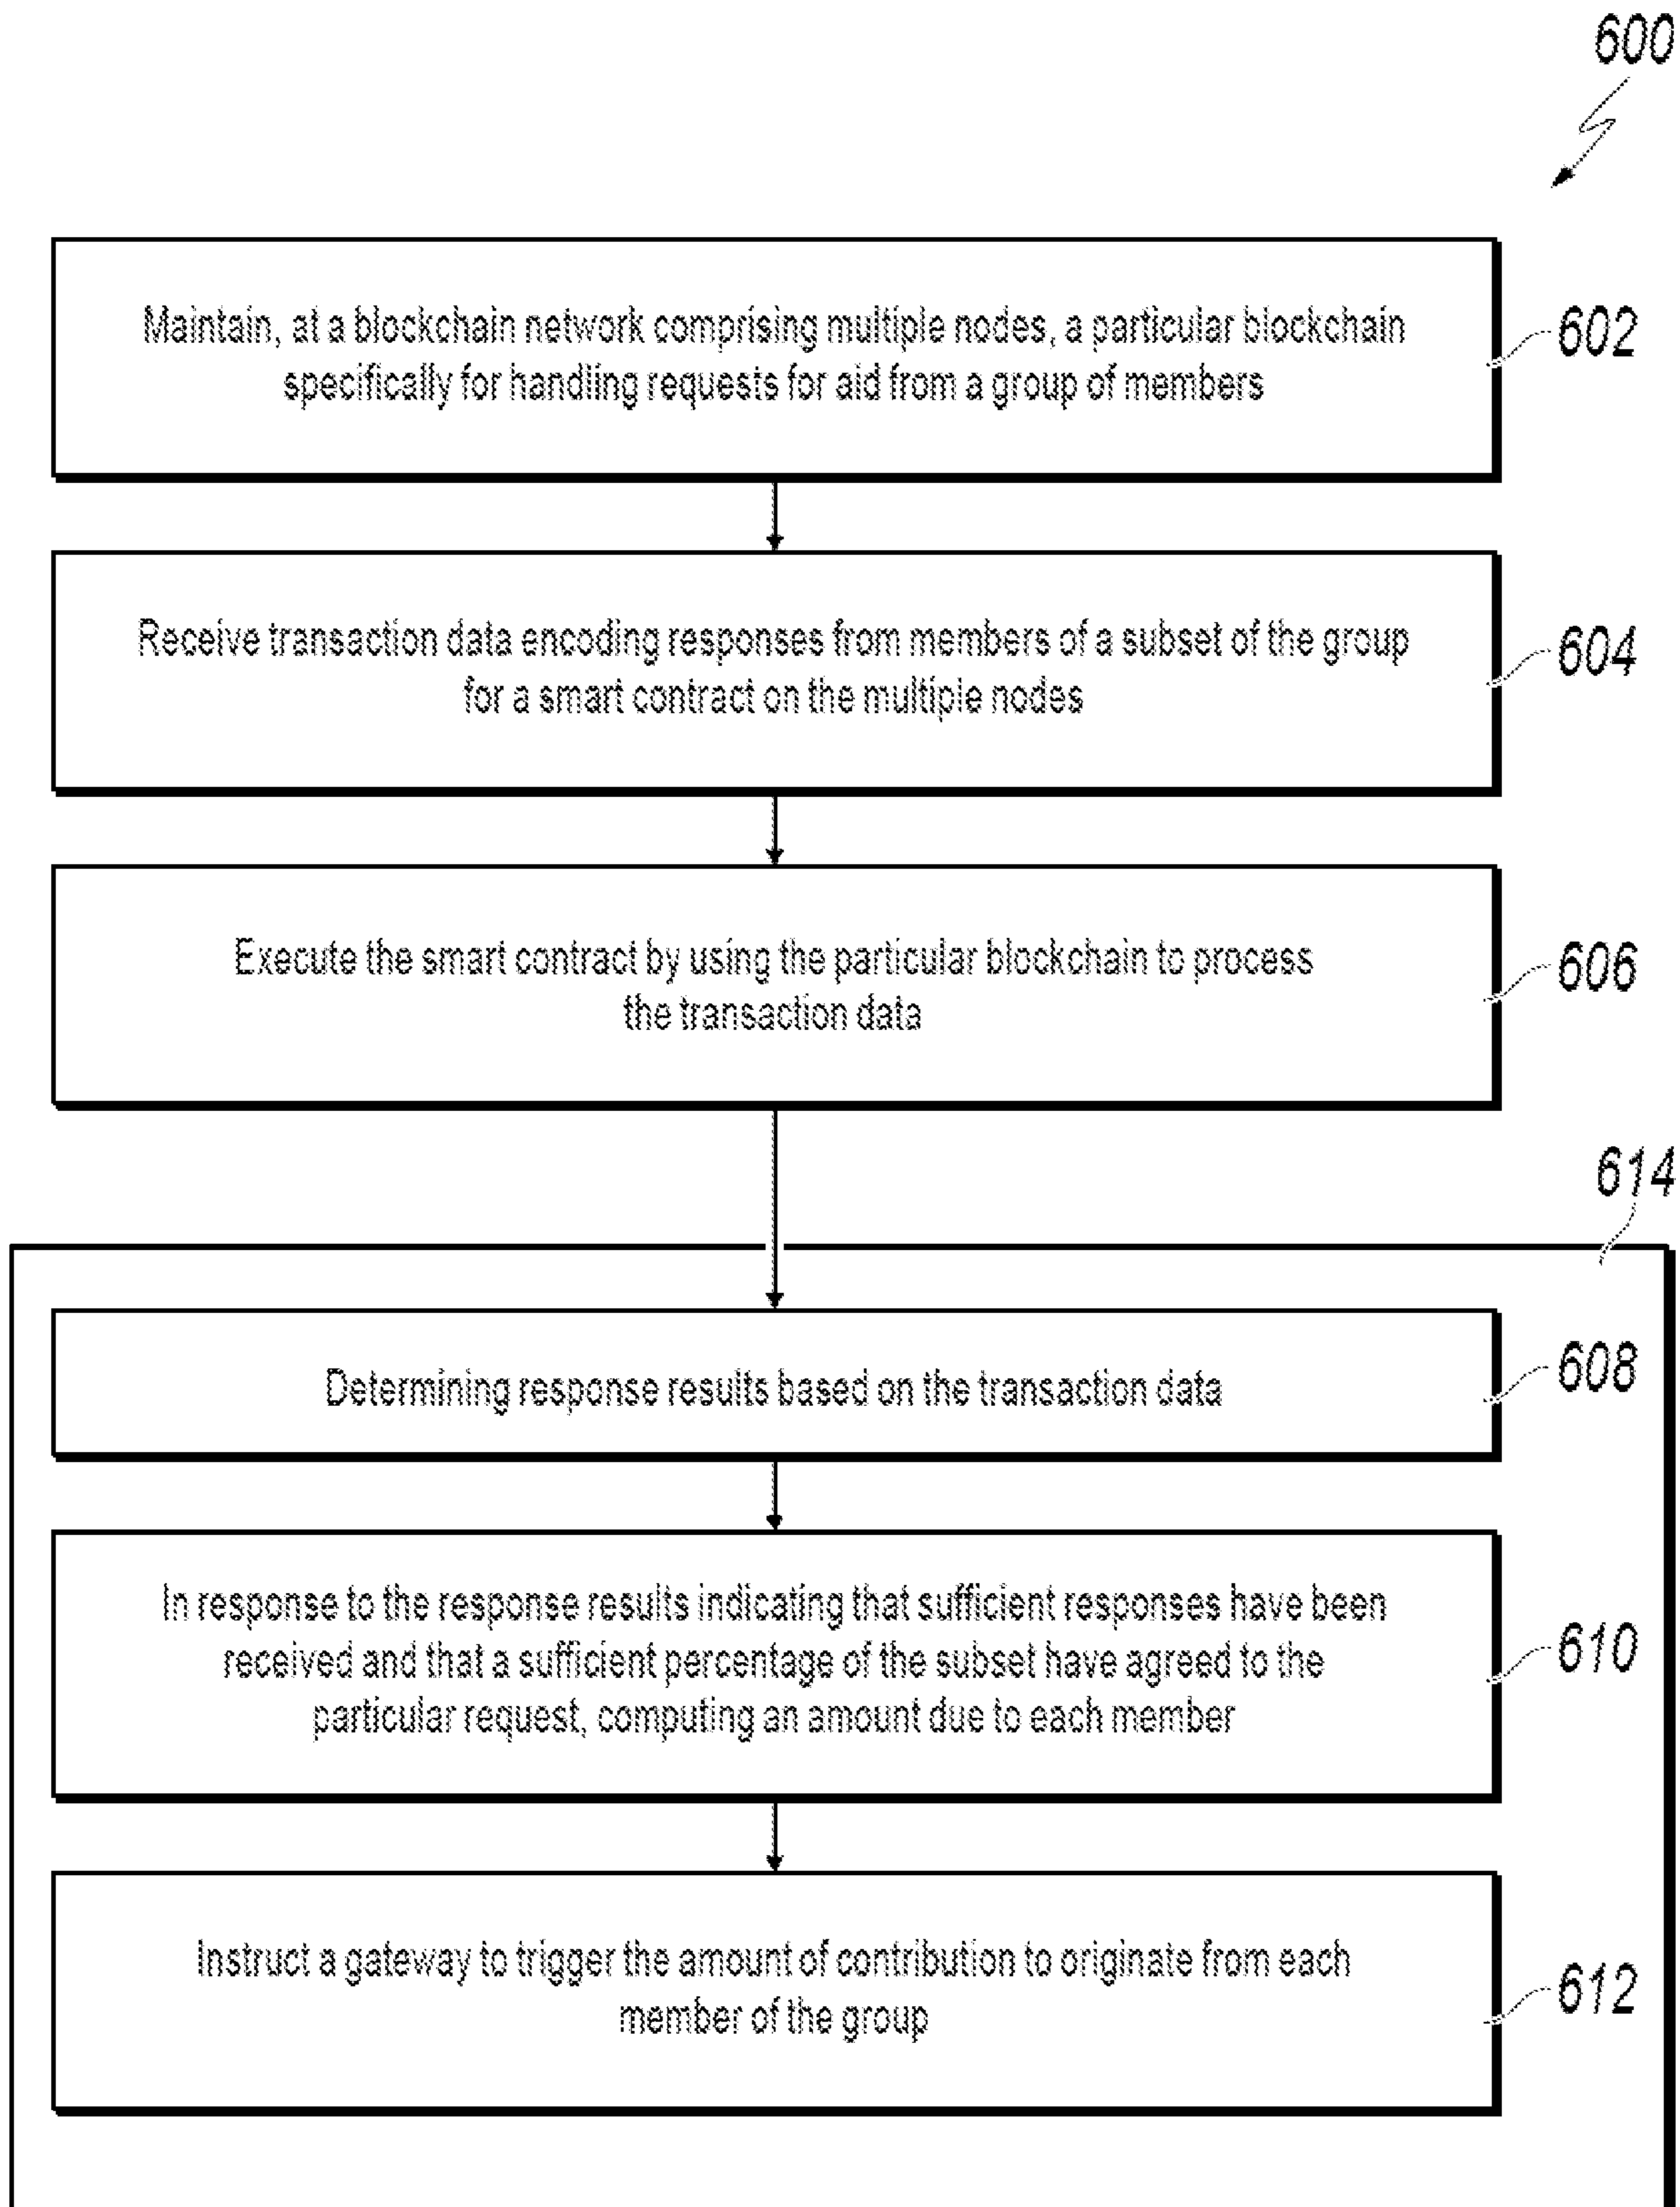 600
Maintain, at a blockchain network comprising multiple nodes, a particular blockchain
specifically for handling requests for aid from a group of members
602
Receive transaction data encoding responses from members of a subset of the group
for a smart contract on the multiple nodes
604
Execute the smart contract by using the particular blockchain to process
the transaction data
606
614
Determining response results based on the transaction data
608
In response to the response results indicating that sufficient responses have been
received and that a sufficient percentage of the subset have agreed to the
particular request, computing an amount due to each member
610
Instruct a gateway to trigger the amount of contribution to originate from each
member of the group
612